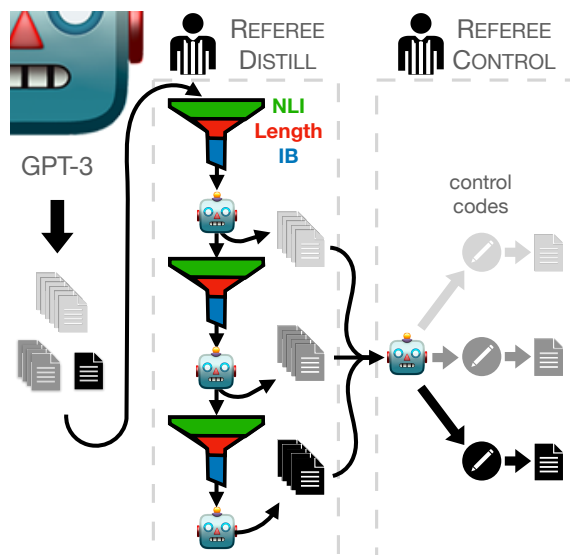 REFEREE
DISTILL
REFEREE
CONTROL
NLI
Length
IB
GPT-3
control
codes